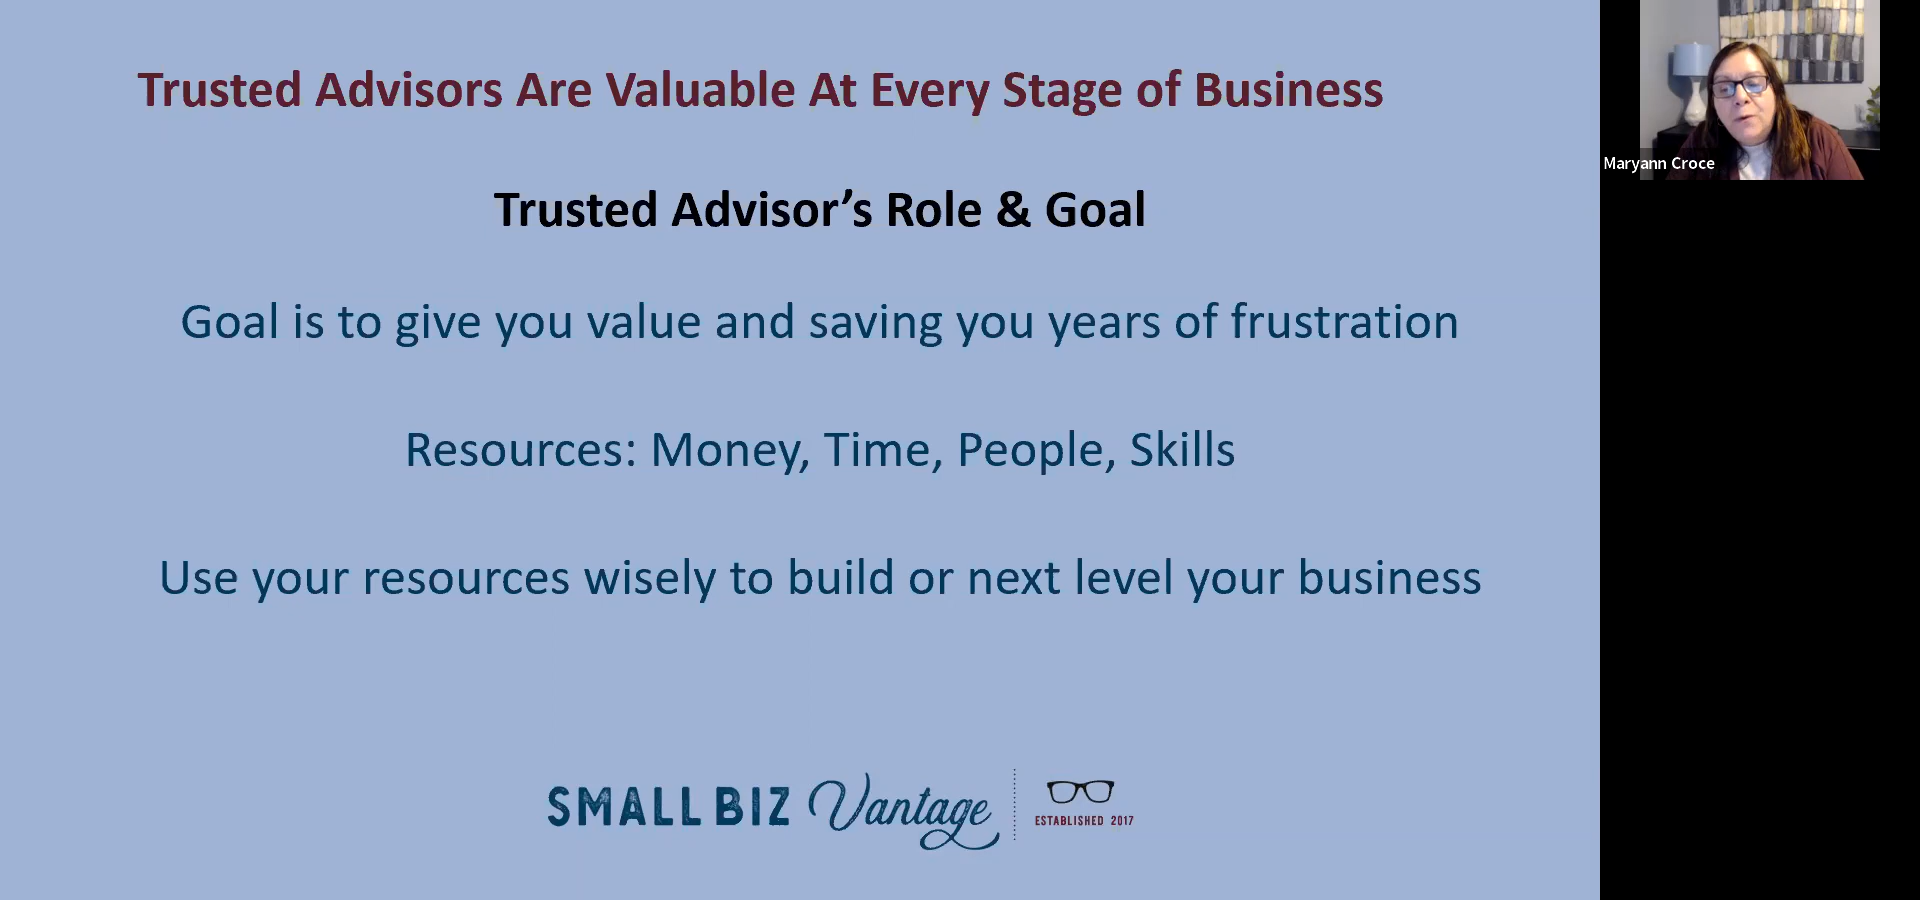 Trusted Advisors Are Valuable At Every Stage of Business
Trusted Advisor’s Role & Goal
Goal is to give you value and saving you years of frustration
Resources: Money, Time, People, Skills
Use your resources wisely to build or next level your business
SMALL BIZ Vantage
ESTABLISHED 2017
Maryann Croce